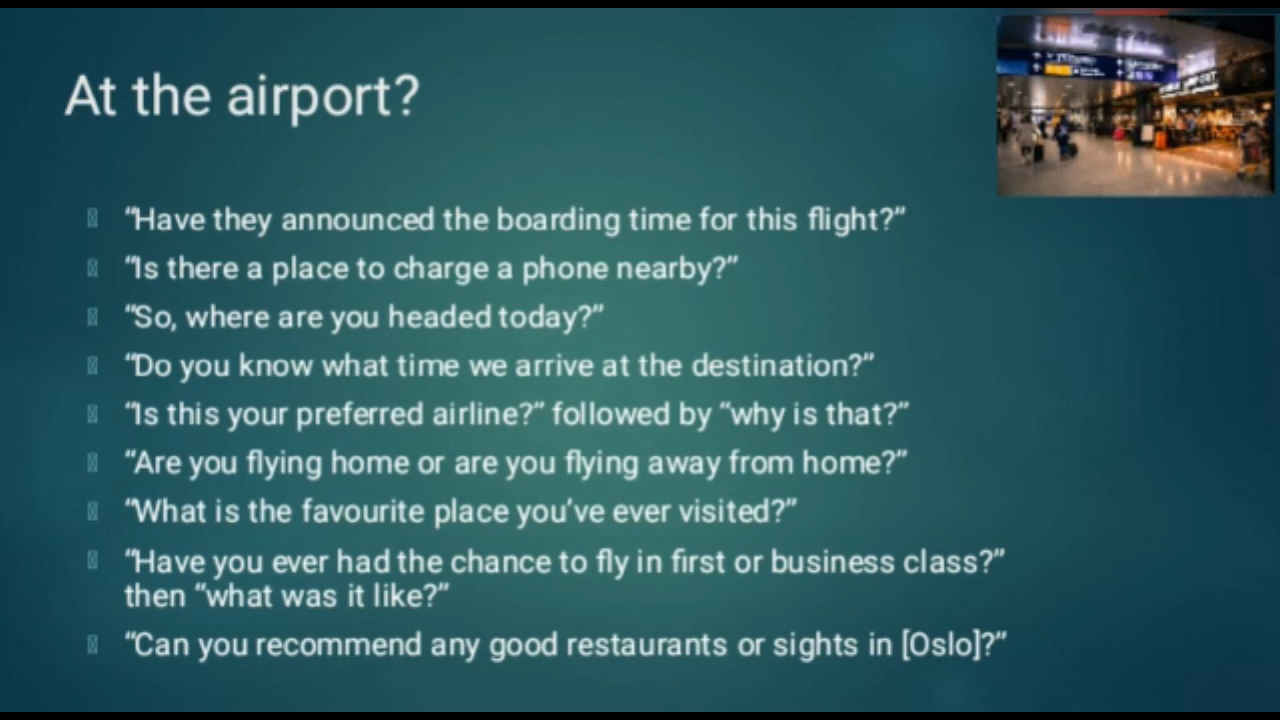 At the airport?
“Have they announced the boarding time for this flight?”
“Is there a place to charge a phone nearby?”
“So, where are you headed today?”
“Do you know what time we arrive at the destination?”
“Is this your preferred airline?” followed by “why is that?”
“Are you flying home or are you flying away from home?”
“What is the favourite place you’ve ever visited?”
“Have you ever had the chance to fly in first or business class?”
then “what was it like?”
“Can you recommend any good restaurants or sights in [Oslo]?”